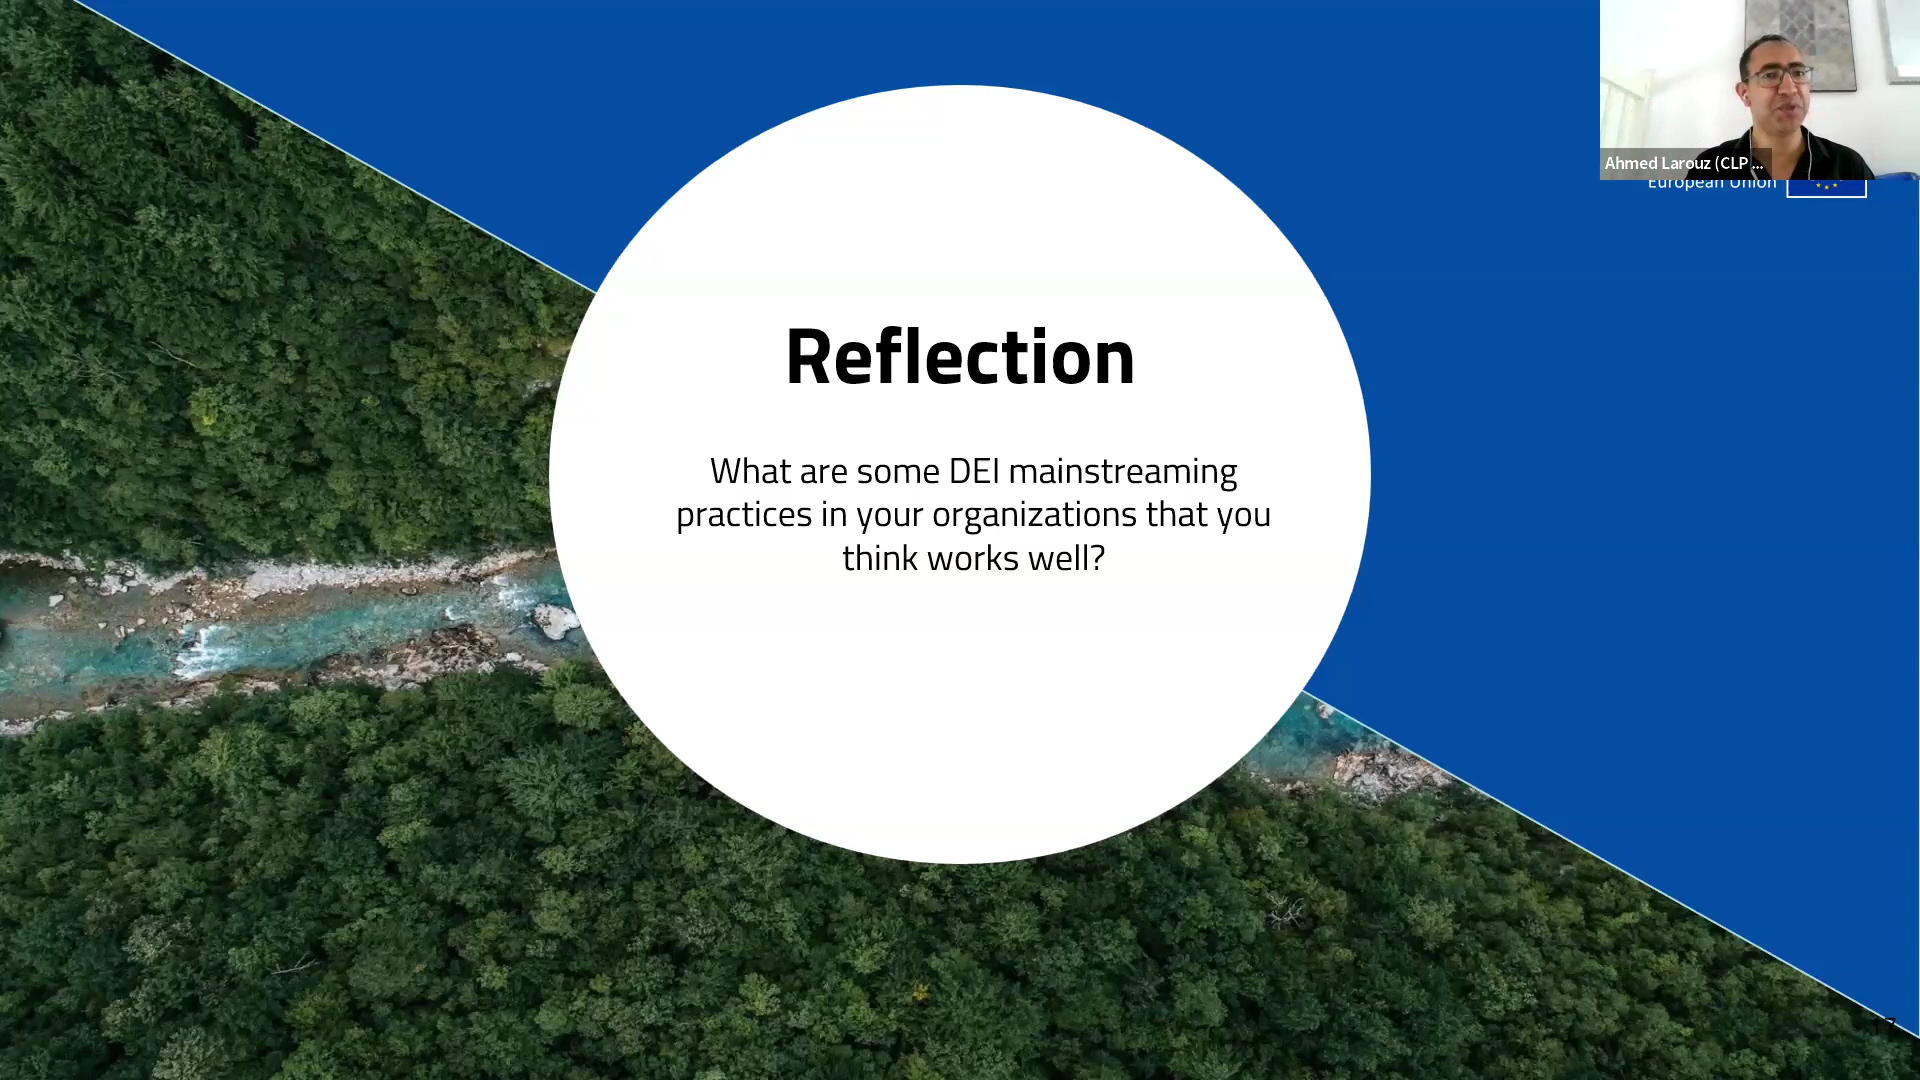 Ahmed Larouz (CLP ...
European Union
Reflection
What are some DEI mainstreaming
practices in your organizations that you
think works well?
17